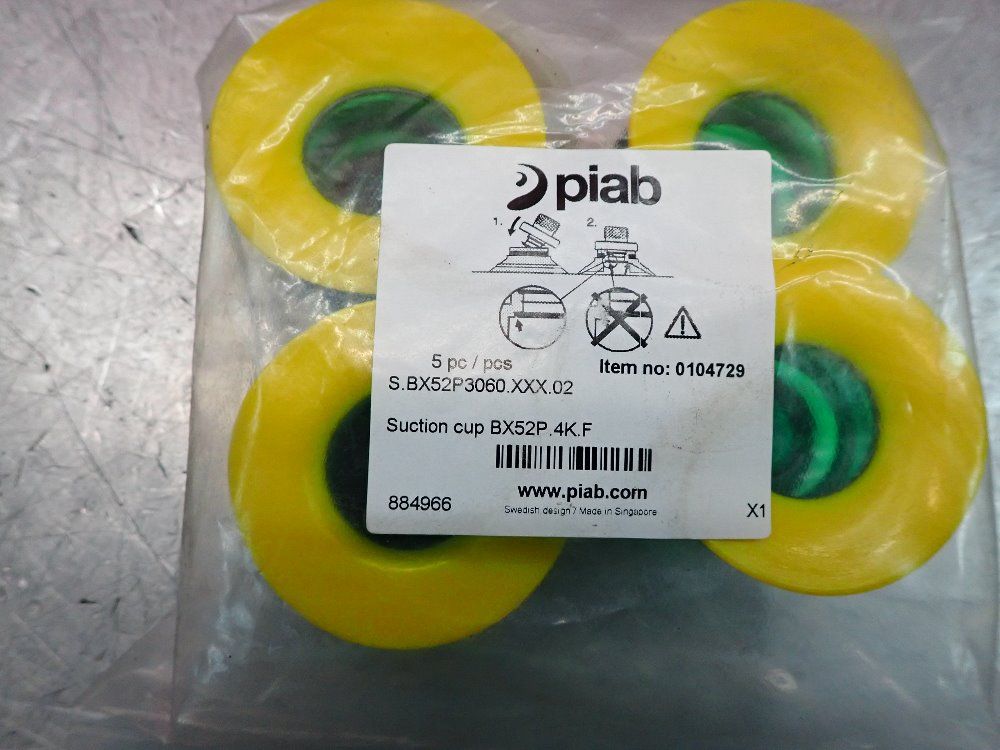 piab
1.
2.
5 pc / pcs
Item no: 0104729
S.BX52P3060.XXX.02
Suction cup BX52P.4K.F
www.piab.com
884966
Swedish design / Made in Singapore
X1